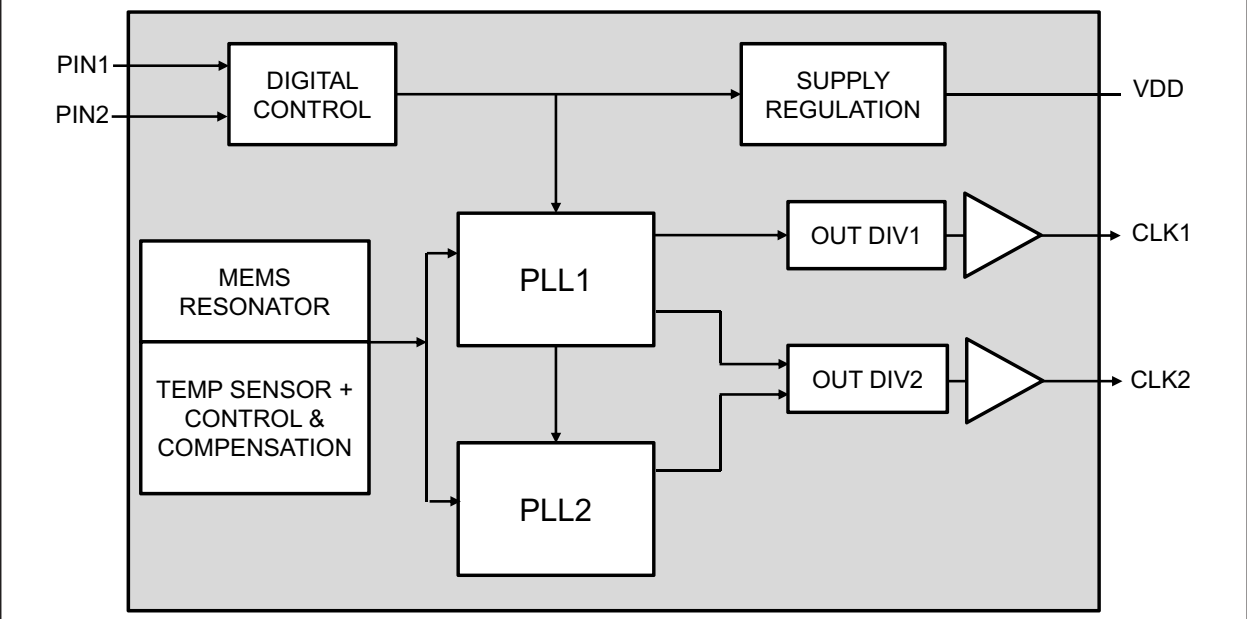 PIN1
PIN2
DIGITAL
CONTROL
SUPPLY
REGULATION
VDD
MEMS
RESONATOR
TEMP SENSOR +
CONTROL &
COMPENSATION
PLL1
PLL2
OUT DIV1
CLK1
OUT DIV2
CLK2